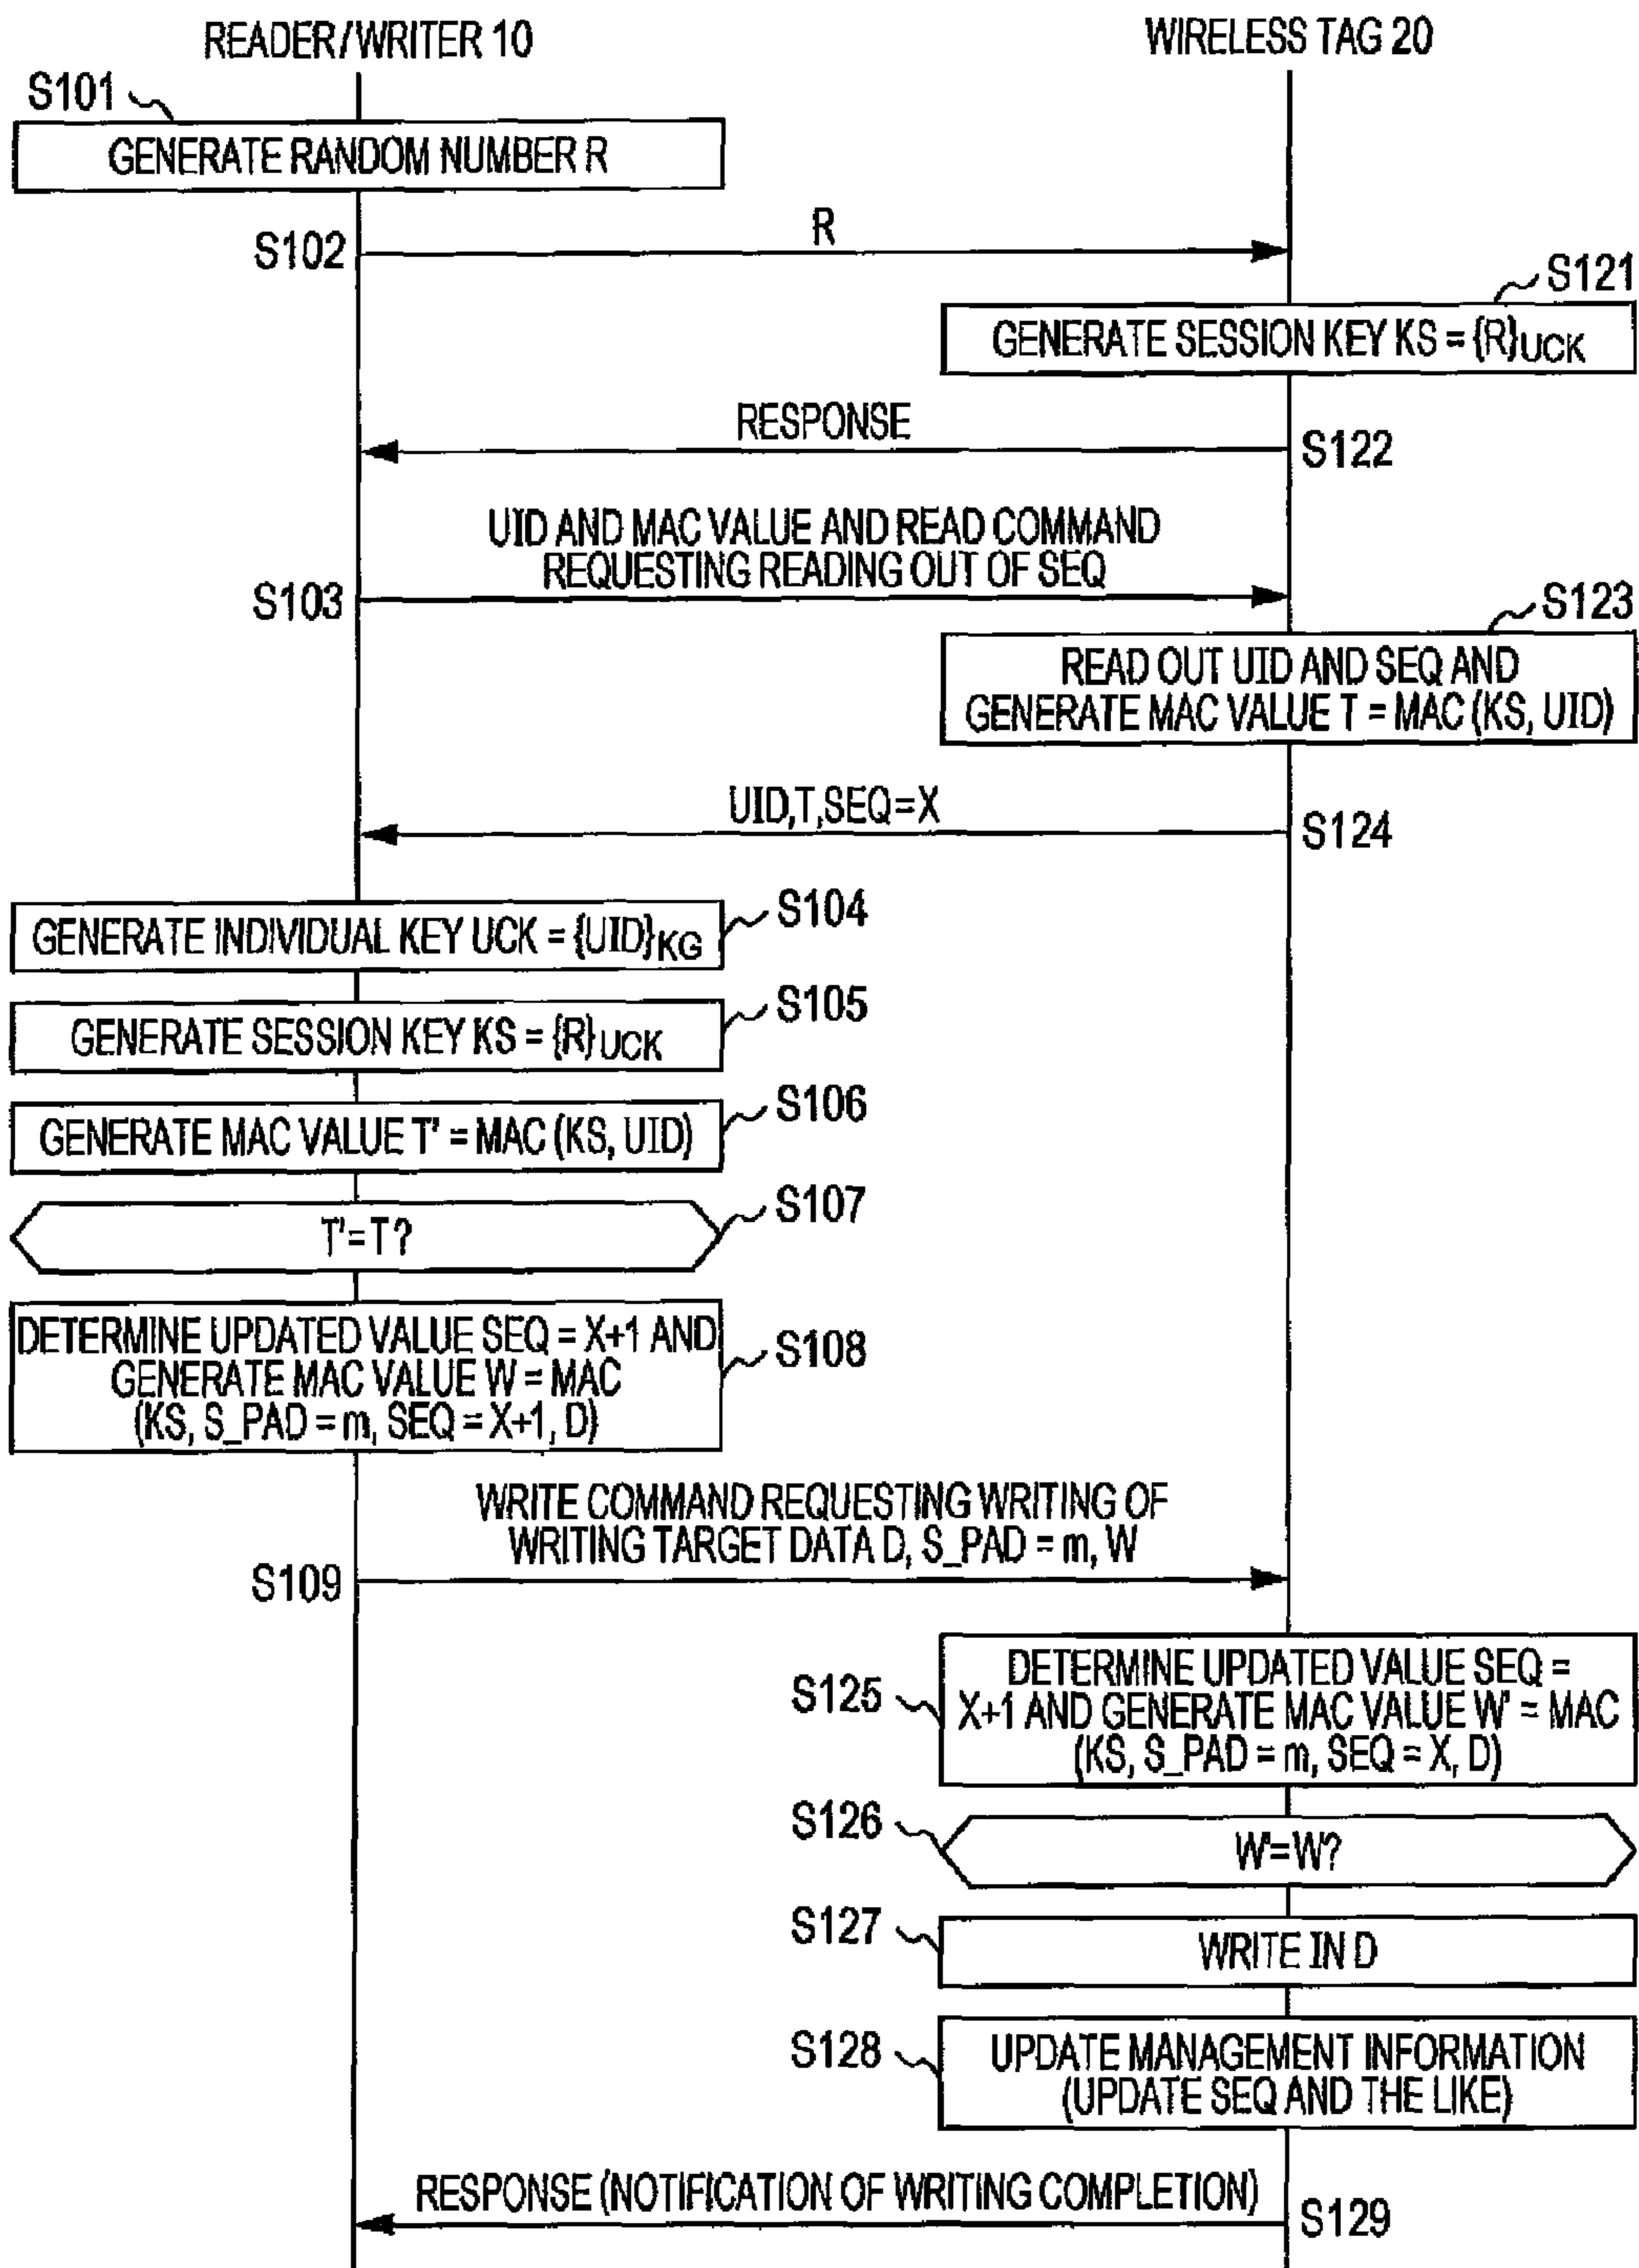 READER/WRITER 10
WIRELESS TAG 20
S101
GENERATE RANDOM NUMBER R
R
S102
S121
GENERATE SESSION KEY KS = {R}UCK
RESPONSE
S122
UID AND MAC VALUE AND READ COMMAND
REQUESTING READING OUT OF SEQ
S103
S123
READ OUT UID AND SEQ AND
GENERATE MAC VALUE T = MAC (KS, UID)
UID,T,SEQ=X
S124
GENERATE INDIVIDUAL KEY UCK = {UID}KG
S104
GENERATE SESSION KEY KS = {R}UCK
S105
GENERATE MAC VALUE T' = MAC (KS, UID)
S106
T'=T?
S107
DETERMINE UPDATED VALUE SEQ = X+1 AND
GENERATE MAC VALUE W = MAC
(KS, S_PAD = m, SEQ = X+1, D)
S108
WRITE COMMAND REQUESTING WRITING OF
WRITING TARGET DATA D, S_PAD = m, W
S109
S125
DETERMINE UPDATED VALUE SEQ =
X+1 AND GENERATE MAC VALUE W' = MAC
(KS, S_PAD = m, SEQ = X, D)
S126
W'=W?
S127
WRITE IN D
S128
UPDATE MANAGEMENT INFORMATION
(UPDATE SEQ AND THE LIKE)
RESPONSE (NOTIFICATION OF WRITING COMPLETION)
S129